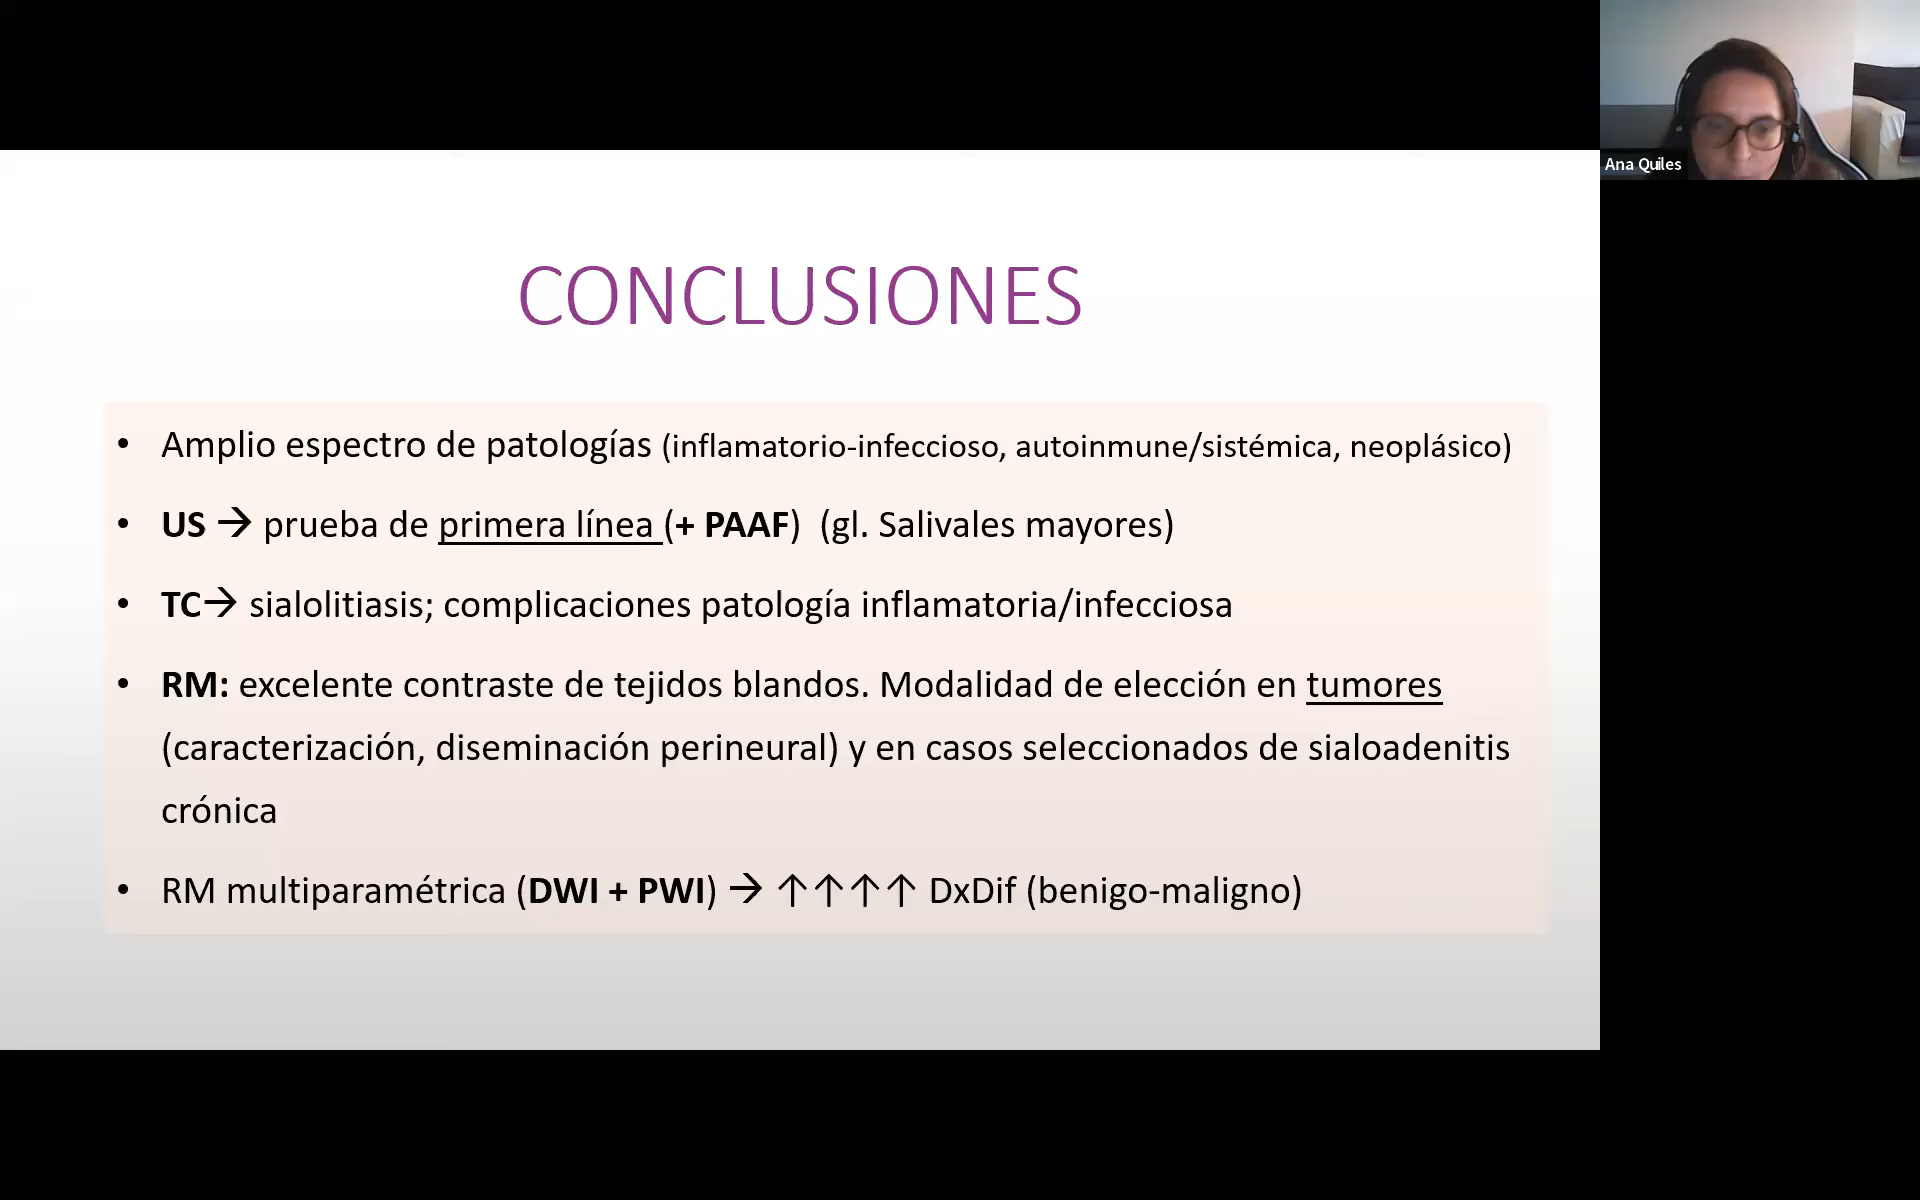 Ana Quiles
CONCLUSIONES
• Amplio espectro de patologías (inflamatorio-infeccioso, autoinmune/sistémica, neoplásico)
• US → prueba de primera línea (+ PAAF) (gl. Salivales mayores)
• TC→ sialolitiasis; complicaciones patología inflamatoria/infecciosa
• RM: excelente contraste de tejidos blandos. Modalidad de elección en tumores
(caracterización, diseminación perineural) y en casos seleccionados de sialoadenitis
crónica
• RM multiparamétrica (DWI + PWI) → ↑↑↑↑ DxDif (benigo-maligno)